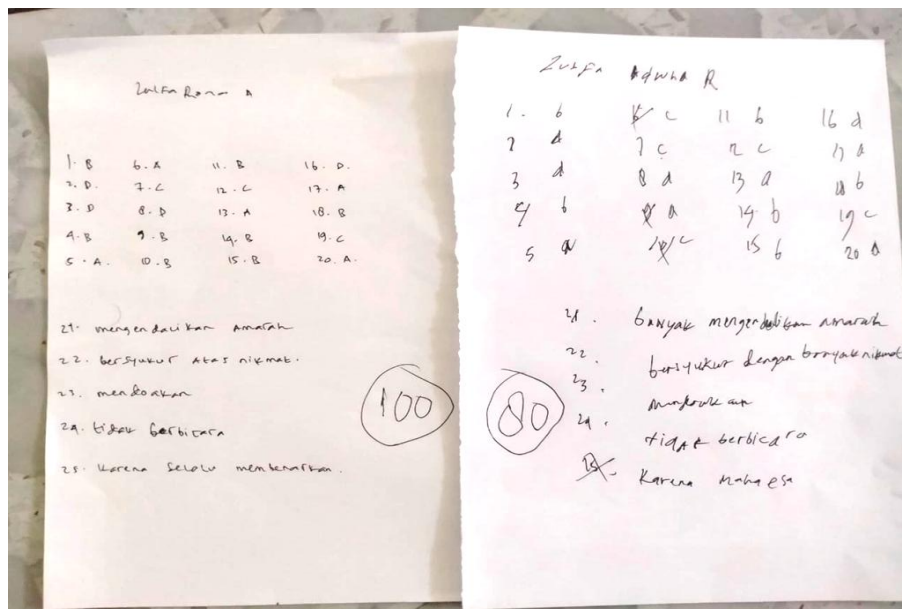 Zulfa Rona A
1. B 6. A 11. B 16. D.
2. D. 7. C 12. C 17. A
3. D 8. D 13. A 18. B
4. B 9. B 14. B 19. C
5. A. 10. B 15. B 20. A.
21. mengendalikan amarah
22. bersyukur atas nikmat.
23. mendoakan
24. tidak berbicara
25. Karena selalu membenarkan.
100
Zulfa Adwha R
1. b 6 c 11 b 16 d
2 d 7 c 12 c 17 a
3 d 8 d 13 a 18 b
4 b 9 a 14 b 19 c
5 a 10 c 15 b 20 a
21. banyak mengendalikan amarah
22. bersyukur dengan banyak nikmat
23. mendoakan
24. tidak berbicara
25. Karena maha esa
80